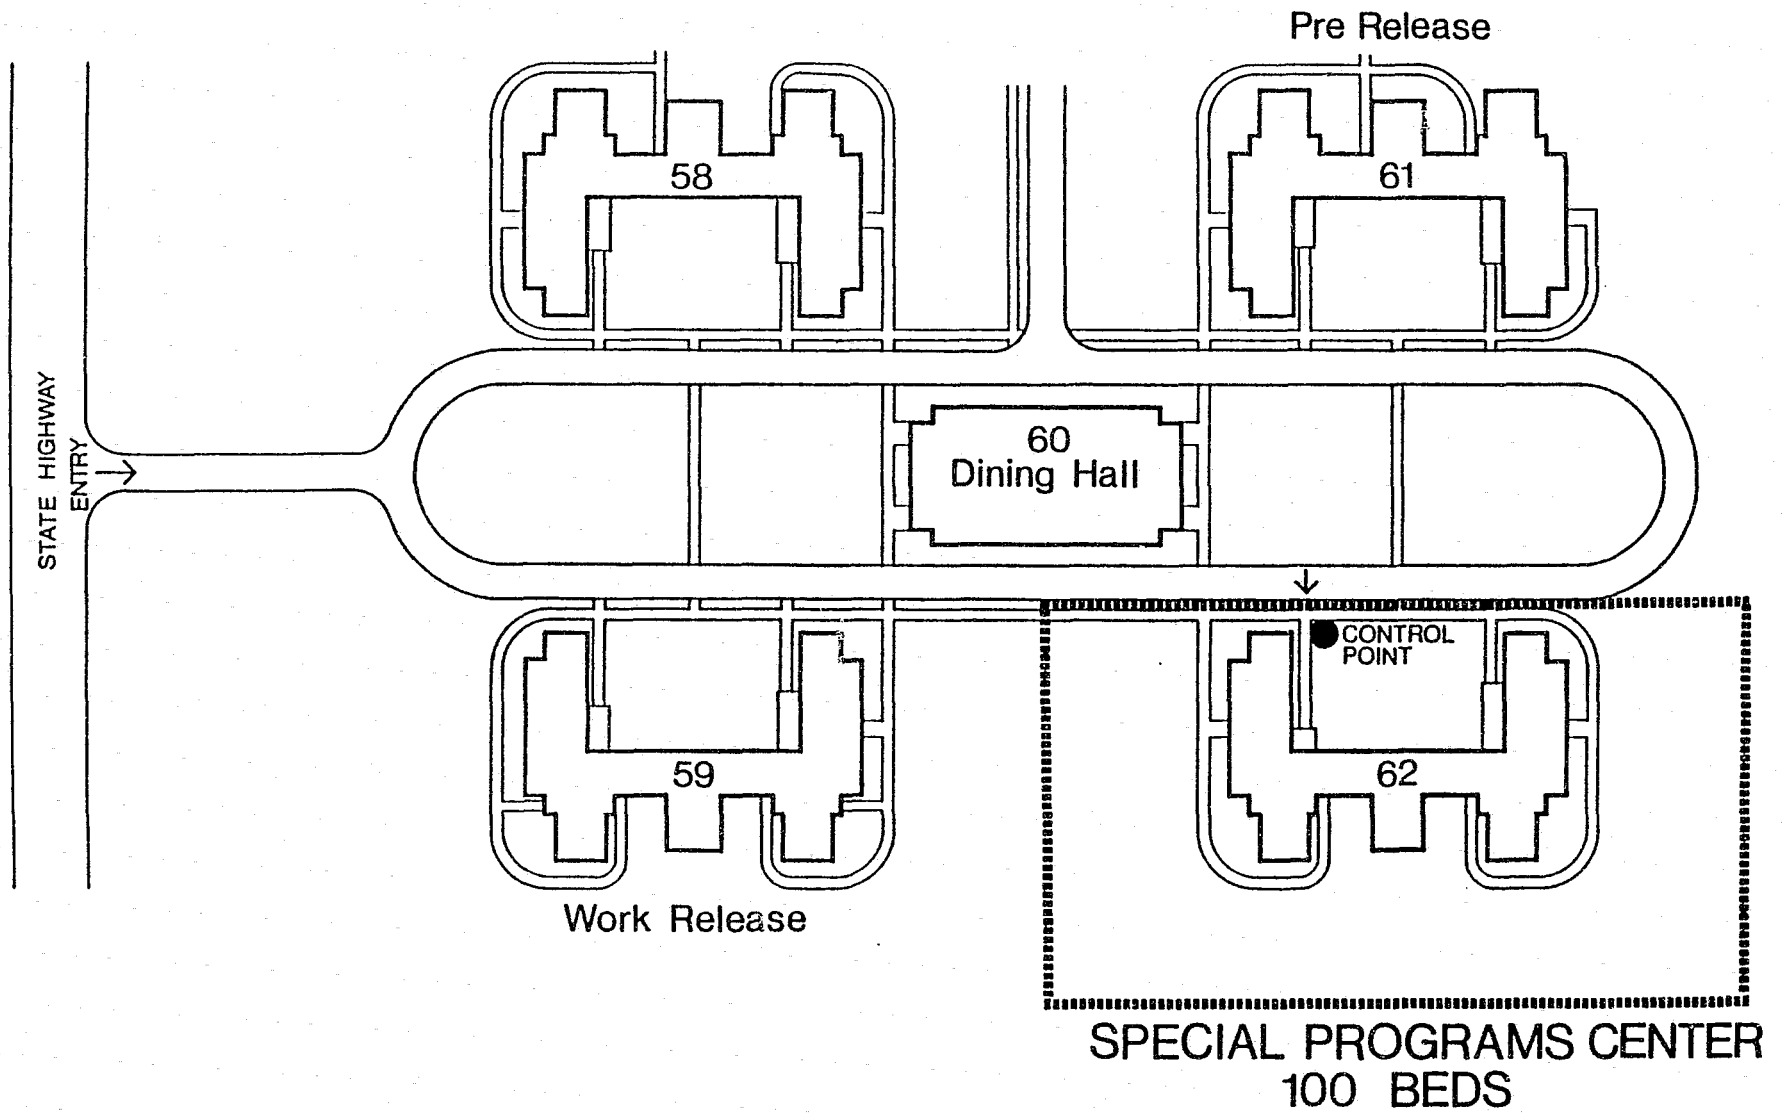 Pre Release
58
61
STATE HIGHWAY
ENTRY
60
Dining Hall
CONTROL
POINT
59
62
Work Release
SPECIAL PROGRAMS CENTER
100 BEDS